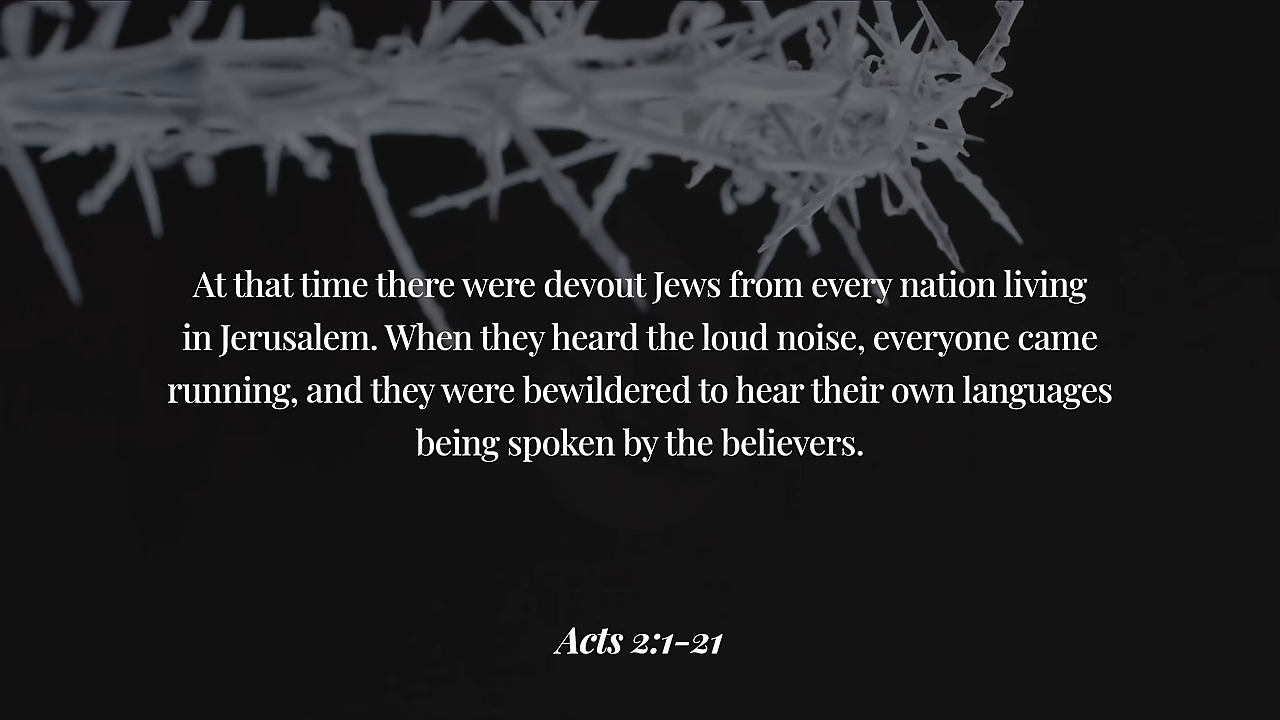 At that time there were devout Jews from every nation living
in Jerusalem. When they heard the loud noise, everyone came
running, and they were bewildered to hear their own languages
being spoken by the believers.
Acts 2:1-21